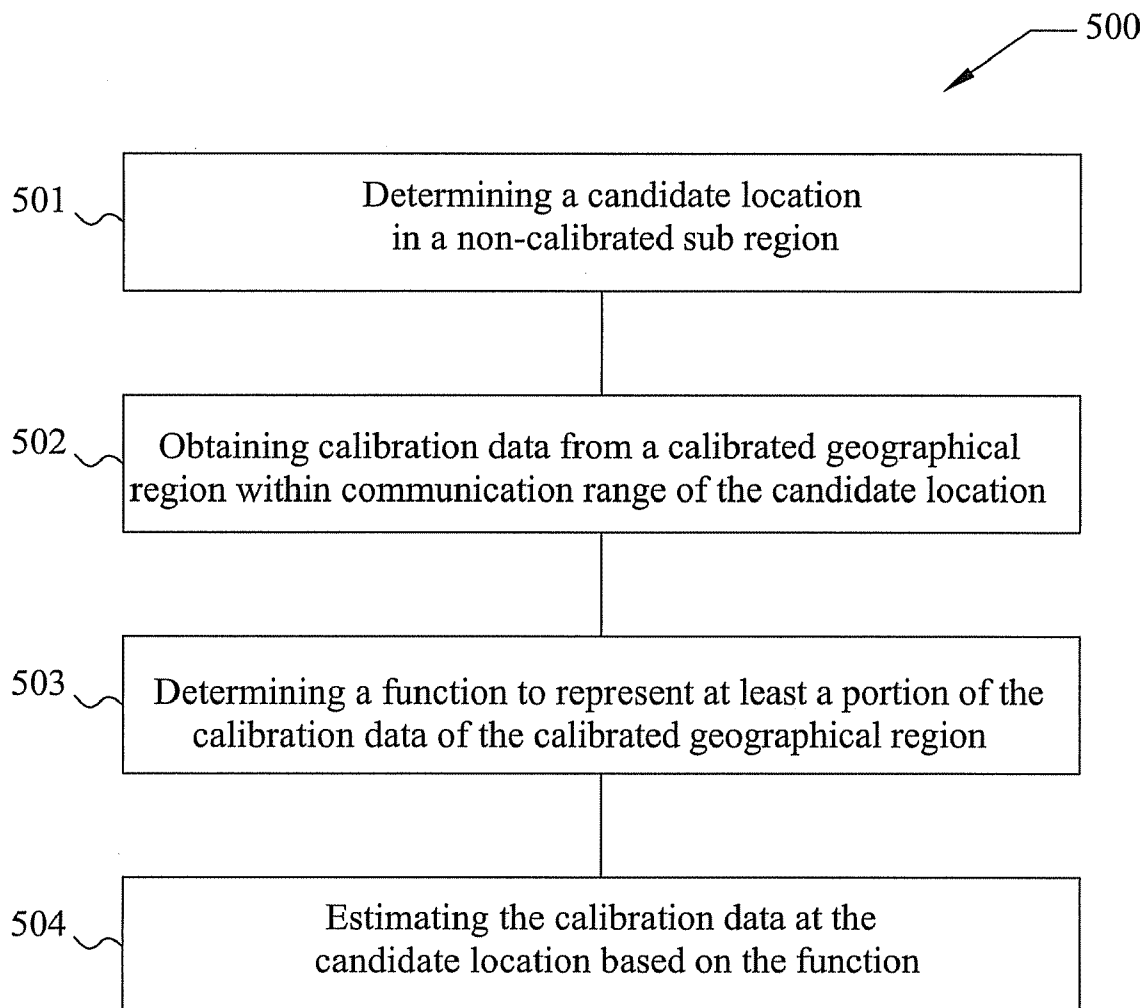 500
501
Determining a candidate location
in a non-calibrated sub region
502
Obtaining calibration data from a calibrated geographical
region within communication range of the candidate location
503
Determining a function to represent at least a portion of the
calibration data of the calibrated geographical region
504
Estimating the calibration data at the
candidate location based on the function